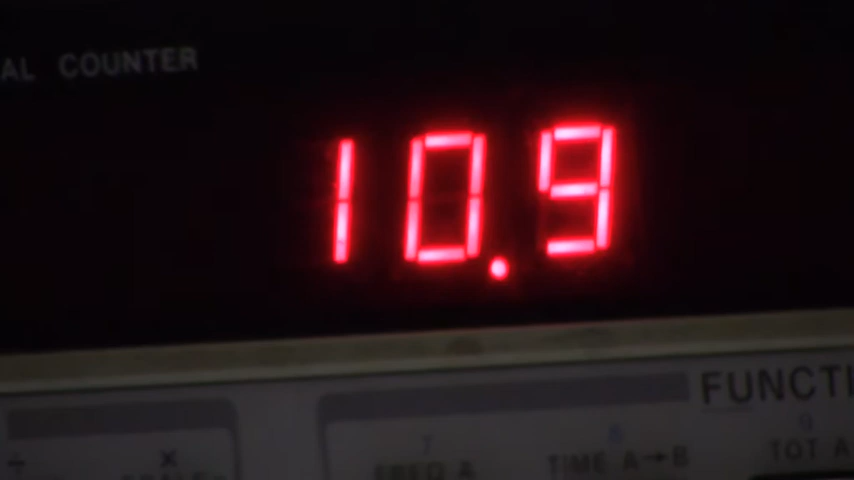 AL COUNTER
10.9
FUNCTI
FREQ A
TIME A→B
TOT A